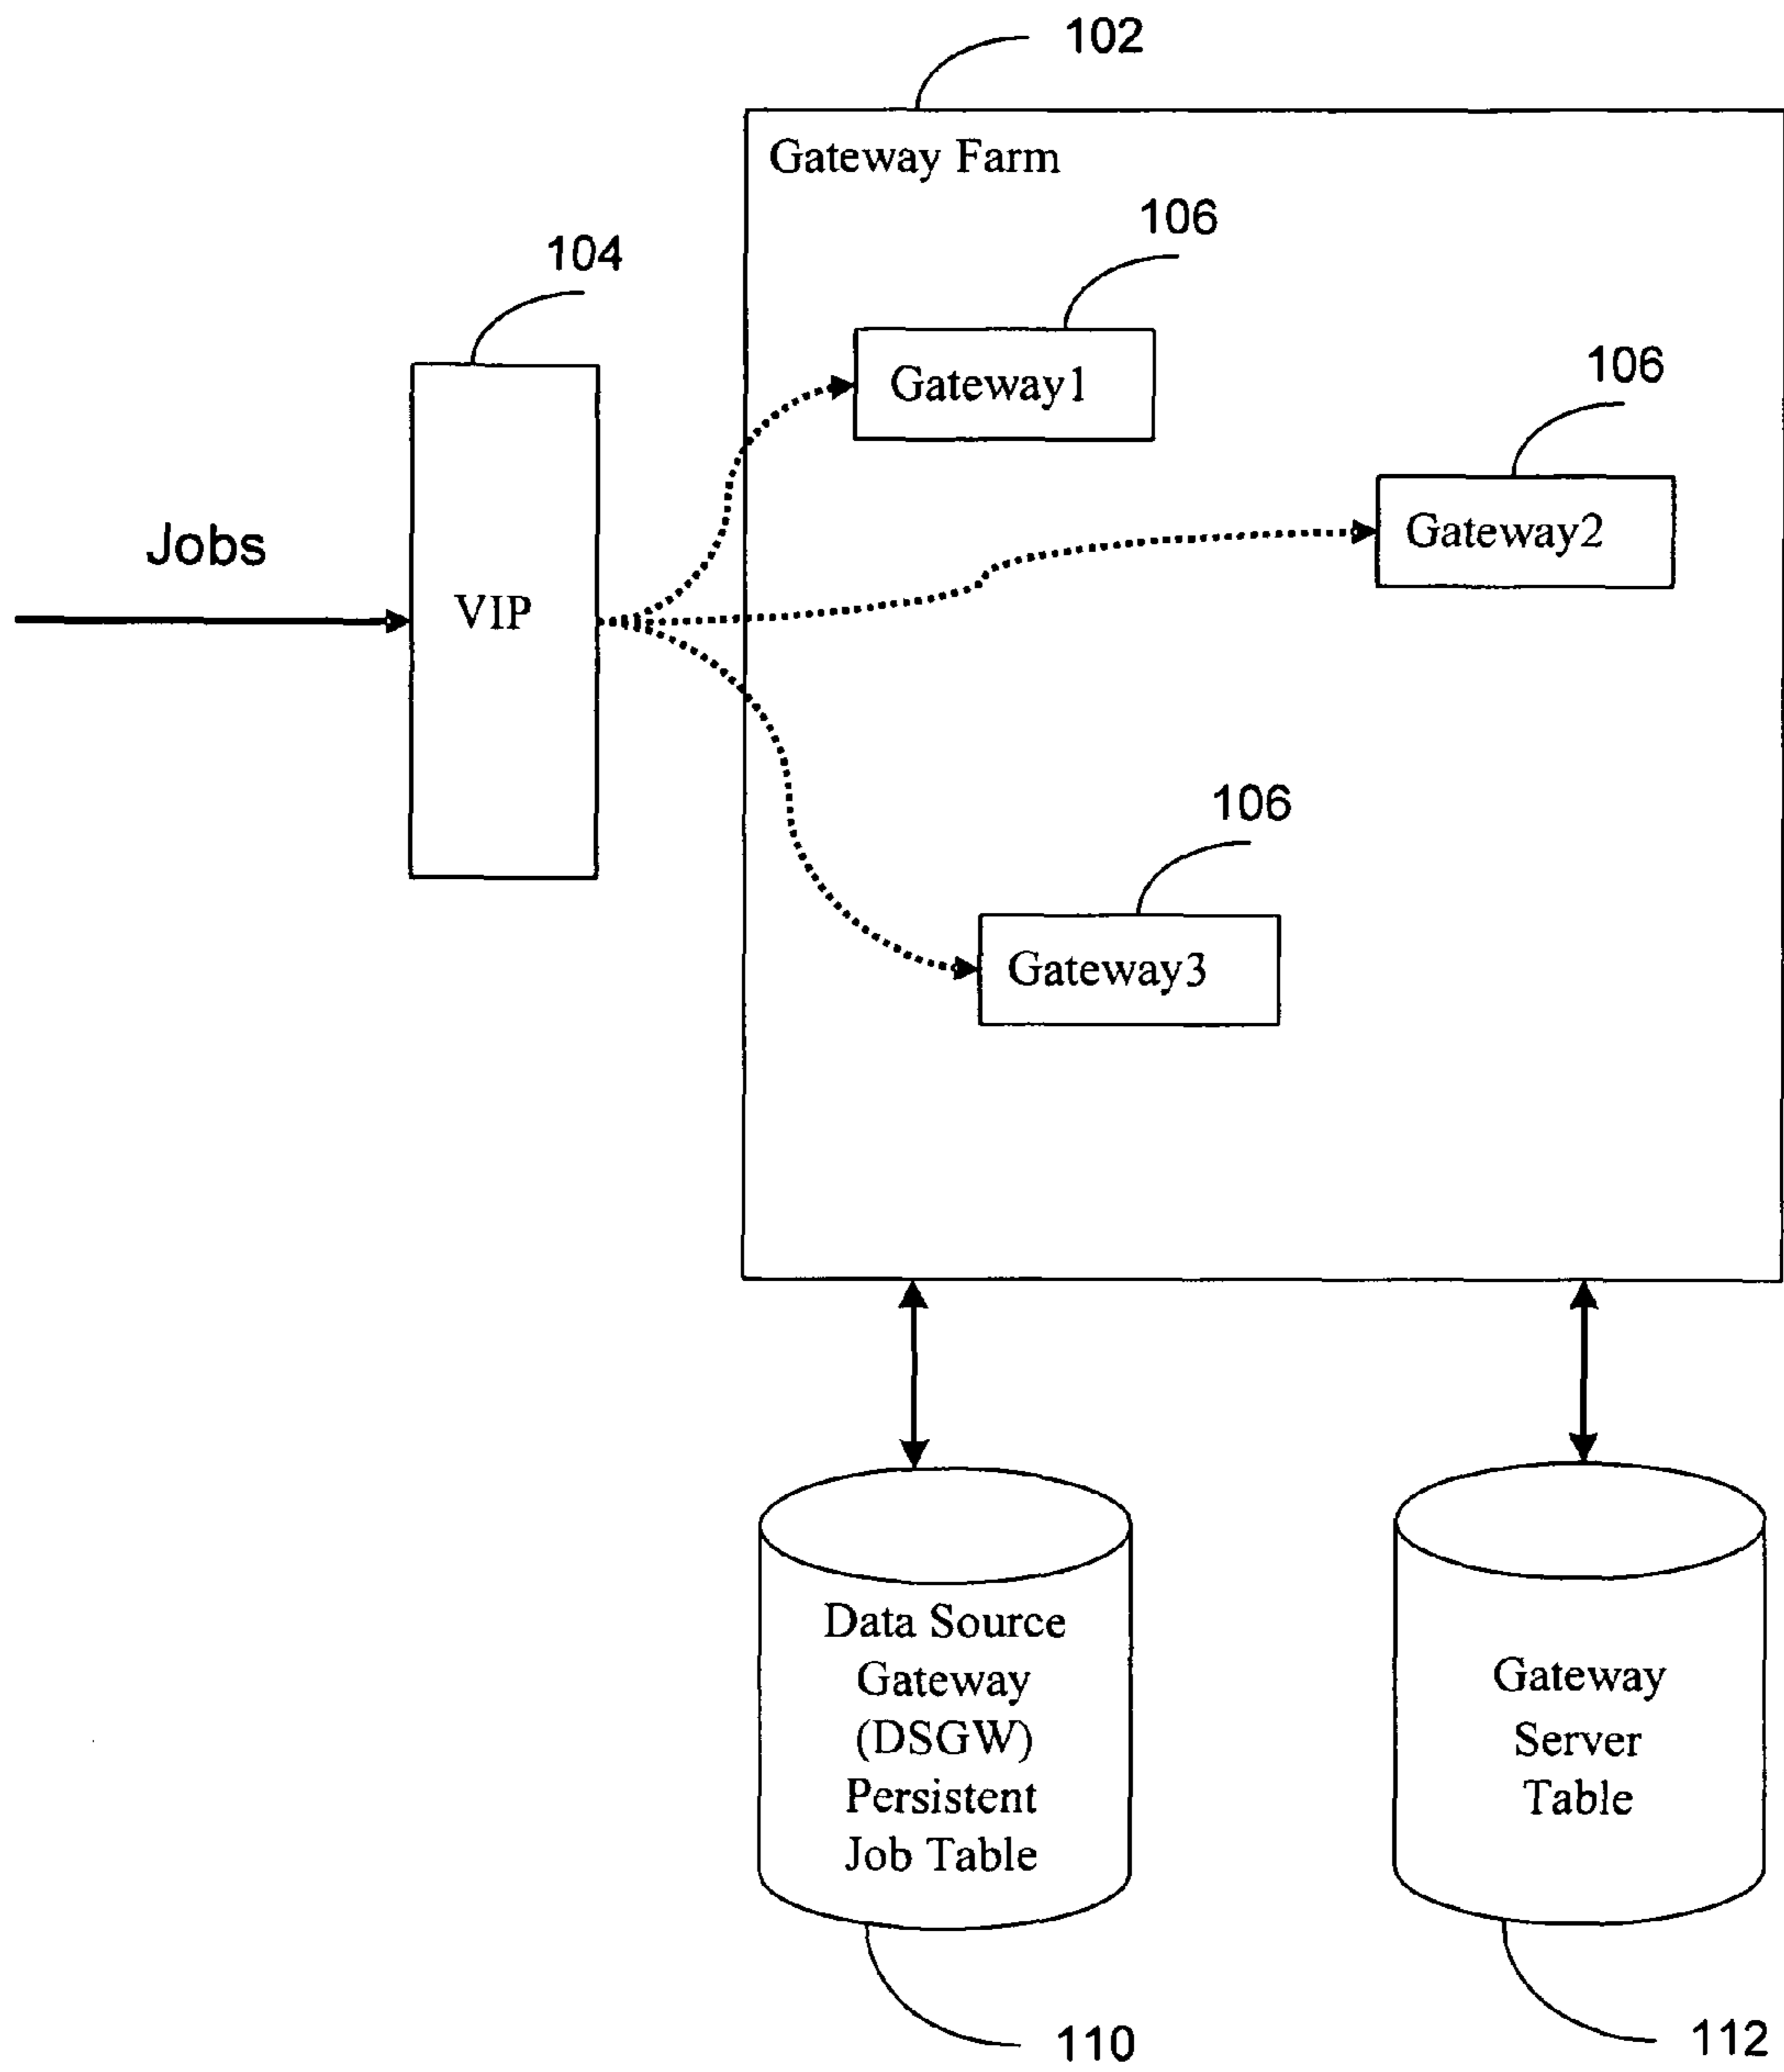 102
Gateway Farm
106
104
Gateway1
106
Jobs
Gateway2
VIP
106
Gateway3
Data Source
Gateway
(DSGW)
Persistent
Job Table
Gateway
Server
Table
110
112